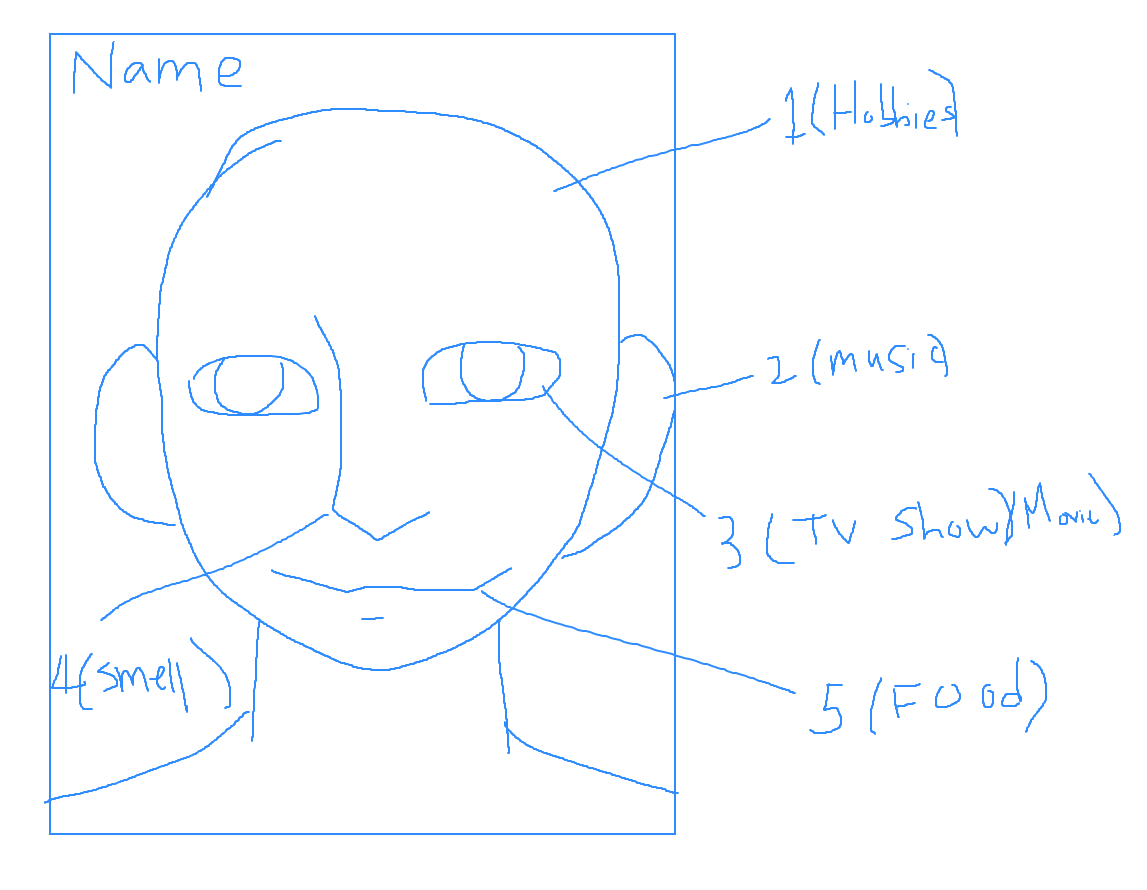 Name
1 (Hobbies)
2 (music)
3 (TV show/Movie)
4 (smell)
5 (Food)